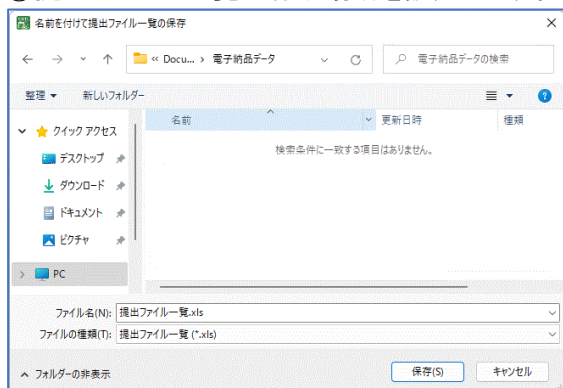 名前を付けて提出ファイル一覧の保存
« Docu... › 電子納品データ
電子納品データの検索
整理 新しいフォルダー
名前 更新日時 種類
検索条件に一致する項目はありません。
クイック アクセス
デスクトップ
ダウンロード
ドキュメント
ピクチャ
PC
ファイル名(N): 提出ファイル一覧.xls
ファイルの種類(T): 提出ファイル一覧 (*.xls)
フォルダーの非表示 保存(S) キャンセル